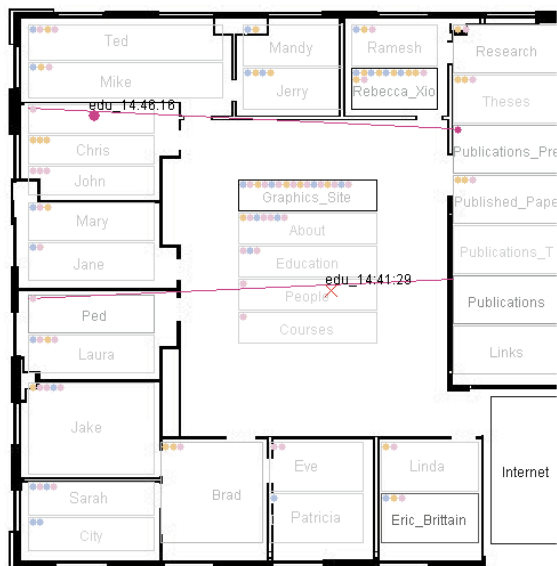 Ted
Mandy
Ramesh
Research
Mike
Jerry
Rebecca_Xio
Theses
edu_14:46:16
Chris
Publications_Pre
John
Graphics_Site
Published_Pape
Mary
About
Jane
Education
Publications_T
edu_14:41:29
People
Ped
Publications
Laura
Courses
Links
Jake
Internet
Sarah
Brad
Eve
Linda
City
Patricia
Eric_Brittain